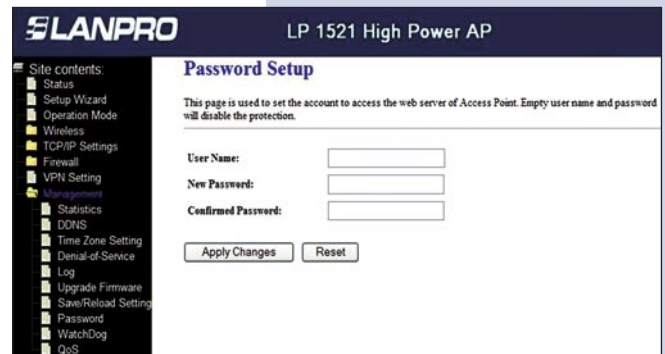 LANPRO
LP 1521 High Power AP
Site contents:
Status
Setup Wizard
Operation Mode
Wireless
TCP/IP Settings
Firewall
VPN Setting
Management
Statistics
DDNS
Time Zone Setting
Denial-of-Service
Log
Upgrade Firmware
Save/Reload Setting
Password
WatchDog
QoS
Password Setup
This page is used to set the account to access the web server of Access Point. Empty user name and password
will disable the protection.
User Name:
New Password:
Confirmed Password:
Apply Changes
Reset